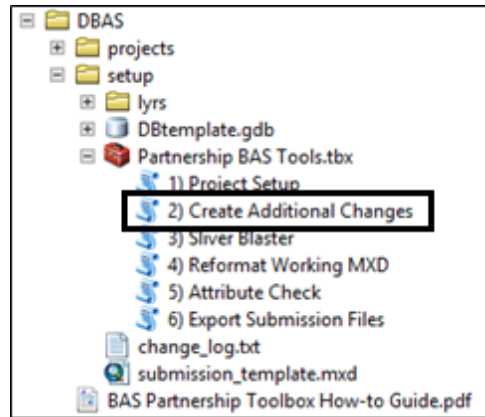 DBAS
projects
setup
lyrs
DBtemplate.gdb
Partnership BAS Tools.tbx
1) Project Setup
2) Create Additional Changes
3) Sliver Blaster
4) Reformat Working MXD
5) Attribute Check
6) Export Submission Files
change_log.txt
submission_template.mxd
BAS Partnership Toolbox How-to Guide.pdf